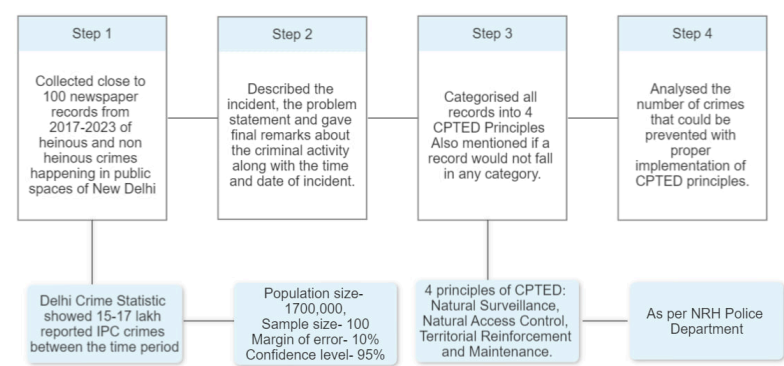 Step 1
Collected close to
100 newspaper
records from
2017-2023 of
heinous and non
heinous crimes
happening in public
spaces of New Delhi
Step 2
Described the
incident, the problem
statement and gave
final remarks about
the criminal activity
along with the time
and date of incident.
Step 3
Categorised all
records into 4
CPTED Principles
Also mentioned if a
record would not fall
in any category.
Step 4
Analysed the
number of crimes
that could be
prevented with
proper
implementation of
CPTED principles.
Delhi Crime Statistic
showed 15-17 lakh
reported IPC crimes
between the time period
Population size-
1700,000,
Sample size- 100
Margin of error- 10%
Confidence level- 95%
4 principles of CPTED:
Natural Surveillance,
Natural Access Control,
Territorial Reinforcement
and Maintenance.
As per NRH Police
Department